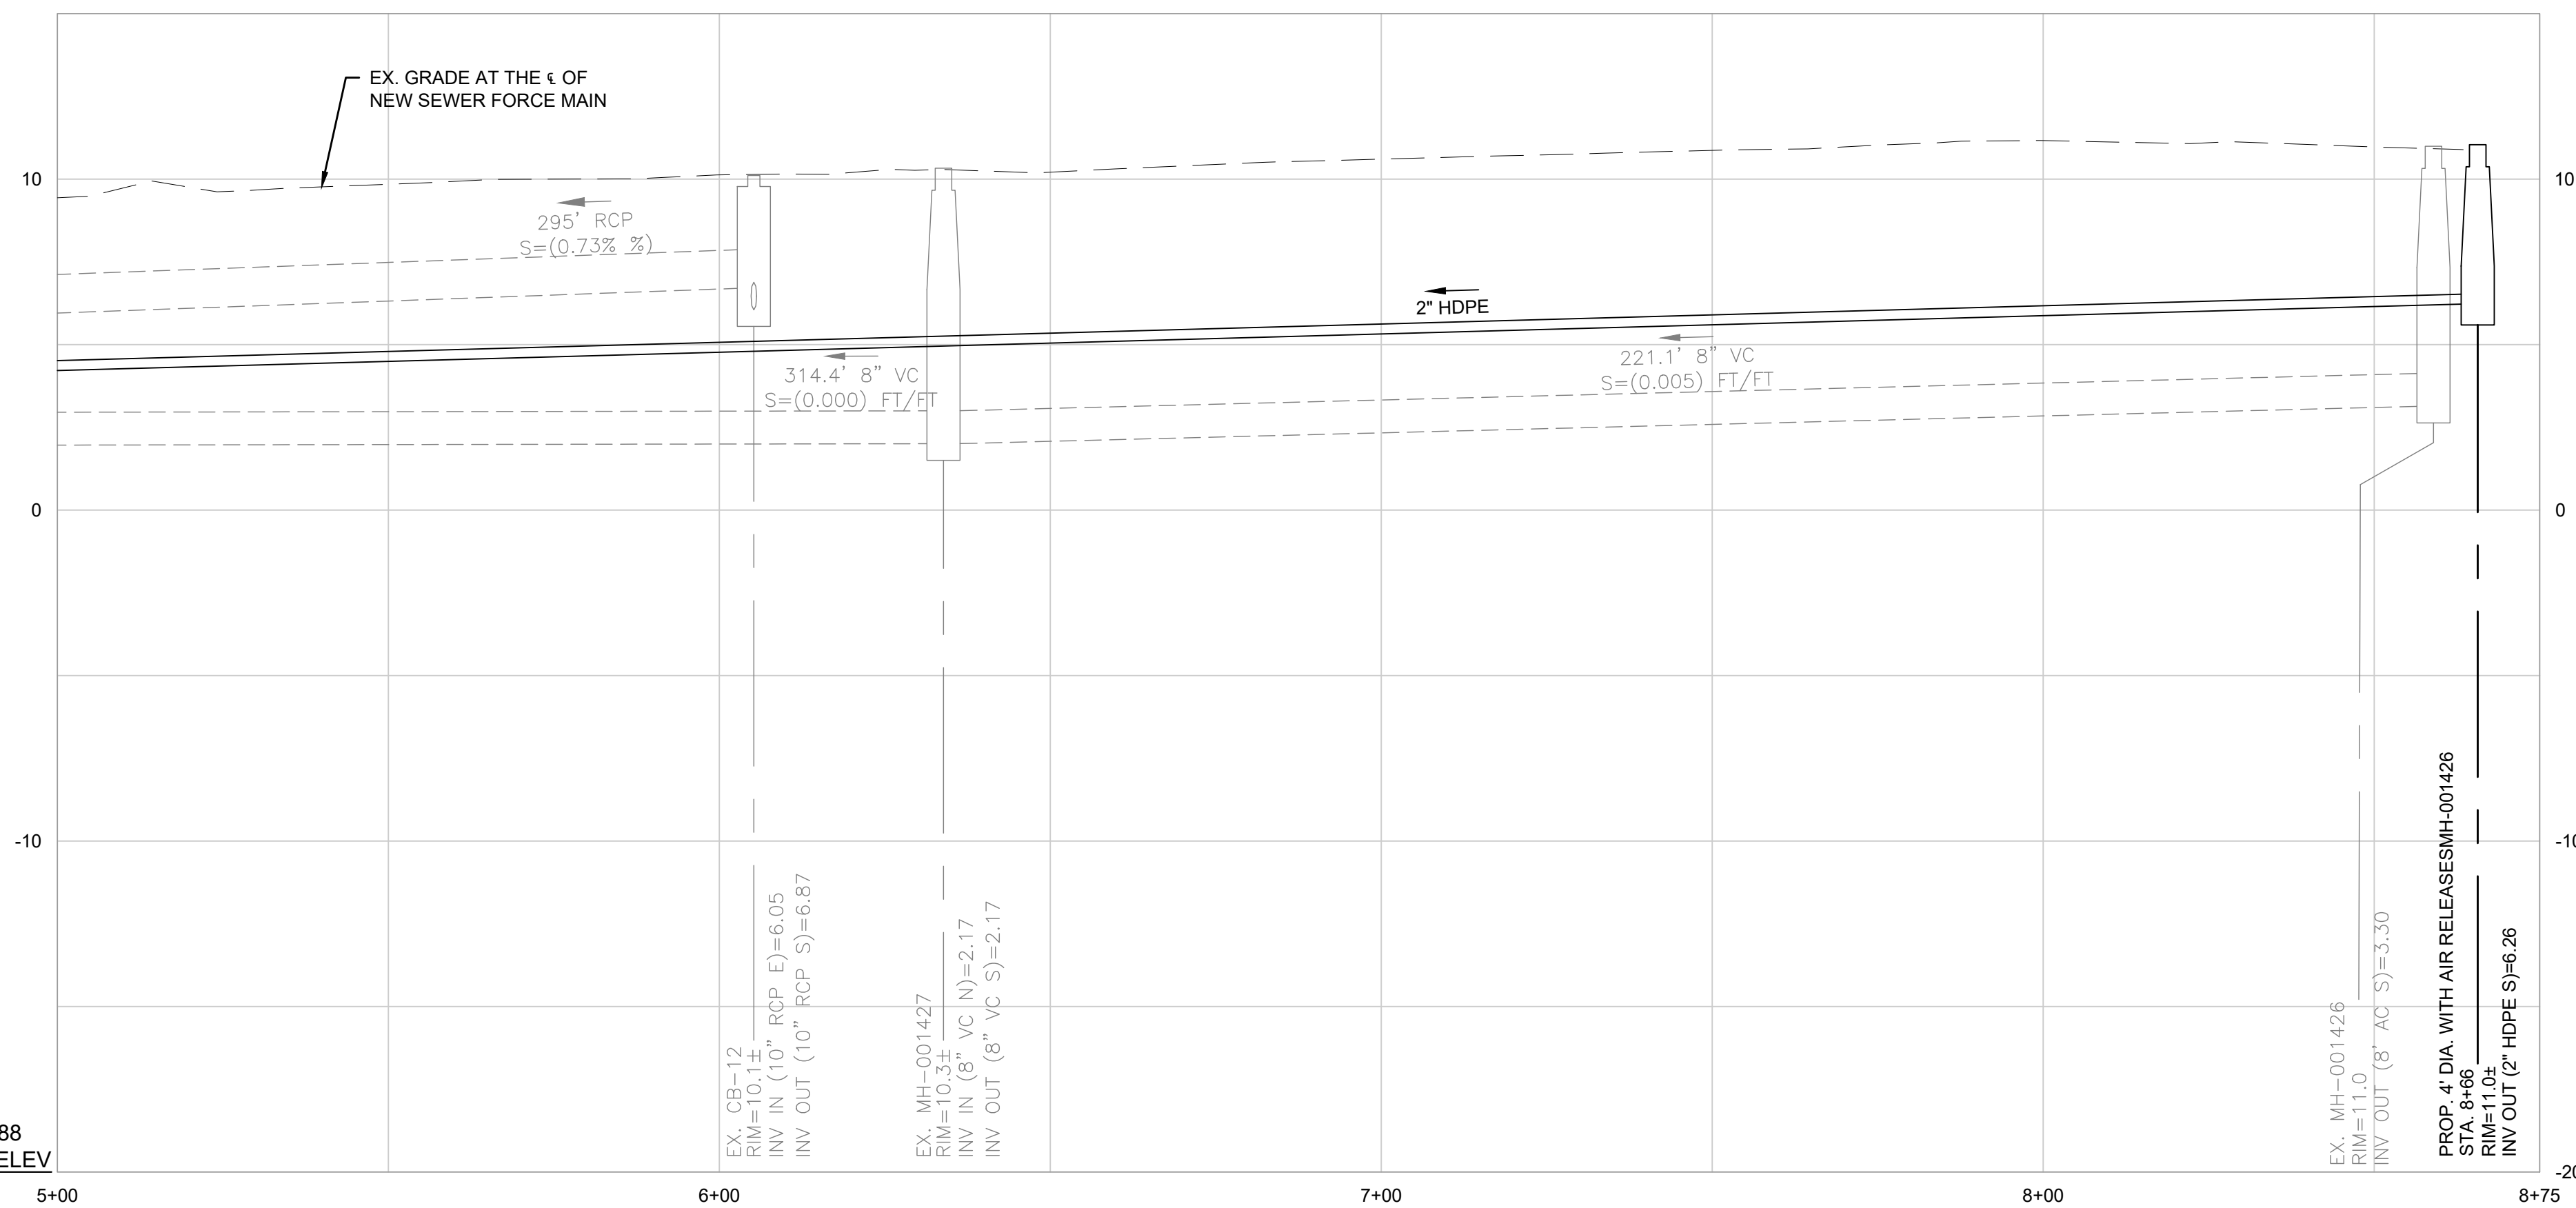 EX. GRADE AT THE ℄ OF
NEW SEWER FORCE MAIN
10
10
295' RCP
S=(0.73% %)
2" HDPE
314.4' 8" VC
S=(0.000) FT/FT
221.1' 8" VC
S=(0.005) FT/FT
0
0
-10
-10
EX. CB-12
RIM=10.1±
INV IN (10" RCP E)=6.05
INV OUT (10" RCP S)=6.87
EX. MH-001427
RIM=10.3±
INV IN (8" VC N)=2.17
INV OUT (8" VC S)=2.17
EX. MH-001426
RIM=11.0
INV OUT (8' AC S)=3.30
PROP. 4' DIA. WITH AIR RELEASESMH-001426
STA. 8+66
RIM=11.0±
INV OUT (2" HDPE S)=6.26
88
ELEV
-20
5+00
6+00
7+00
8+00
8+75